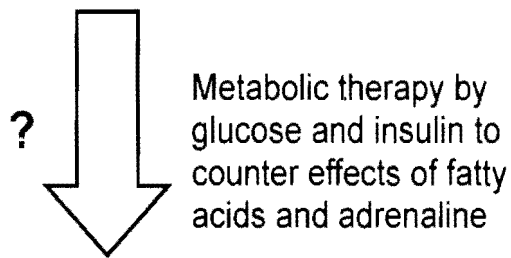 ?
Metabolic therapy by
glucose and insulin to
counter effects of fatty
acids and adrenaline